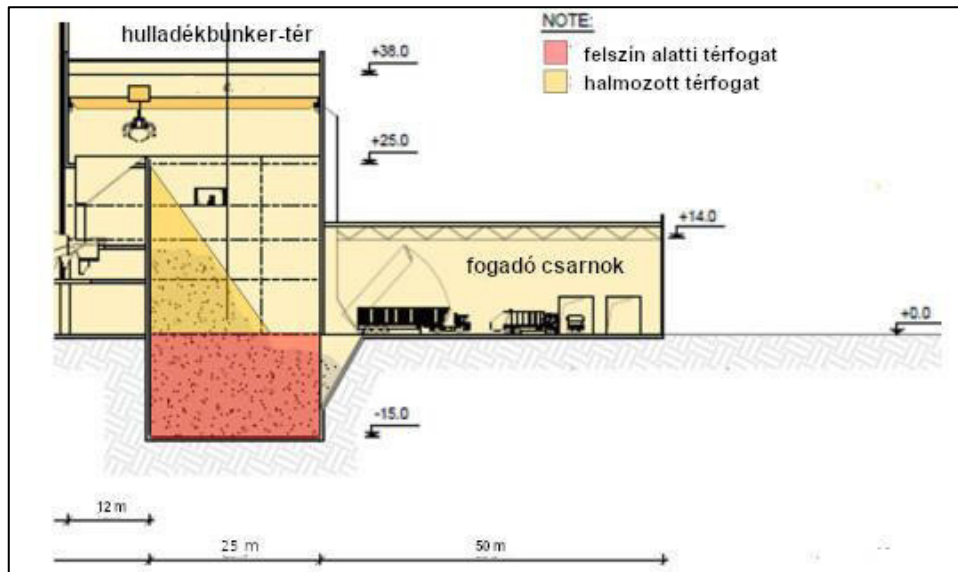 hulladékbunker-tér
NOTE:
felszín alatti térfogat
halmozott térfogat
+38.0
+25.0
+14.0
fogadó csarnok
+0.0
-15.0
12 m
25 m
50 m